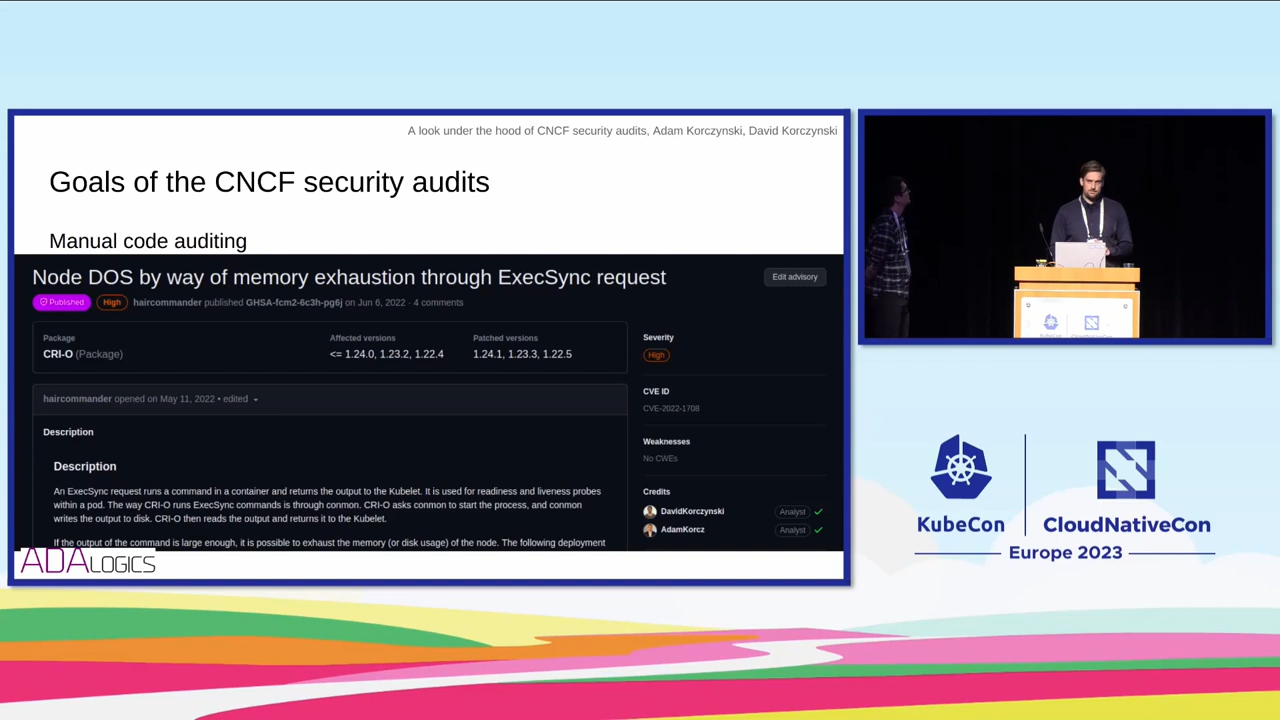 A look under the hood of CNCF security audits, Adam Korczynski, David Korczynski
Goals of the CNCF security audits
Manual code auditing
Node DOS by way of memory exhaustion through ExecSync request
Edit advisory
Published High haircommander published GHSA-fcm2-6c3h-pg6j on Jun 6, 2022 · 4 comments
Package Affected versions Patched versions
CRI-O (Package) <= 1.24.0, 1.23.2, 1.22.4 1.24.1, 1.23.3, 1.22.5
haircommander opened on May 11, 2022 • edited
Description
Description
An ExecSync request runs a command in a container and returns the output to the Kubelet. It is used for readiness and liveness probes
within a pod. The way CRI-O runs ExecSync commands is through conmon. CRI-O asks conmon to start the process, and conmon
writes the output to disk. CRI-O then reads the output and returns it to the Kubelet.
If the output of the command is large enough, it is possible to exhaust the memory (or disk usage) of the node. The following deployment
Severity
High
CVE ID
CVE-2022-1708
Weaknesses
No CWEs
Credits
DavidKorczynski Analyst
AdamKorcz Analyst
ADALOGICS
KubeCon
CloudNativeCon
Europe 2023